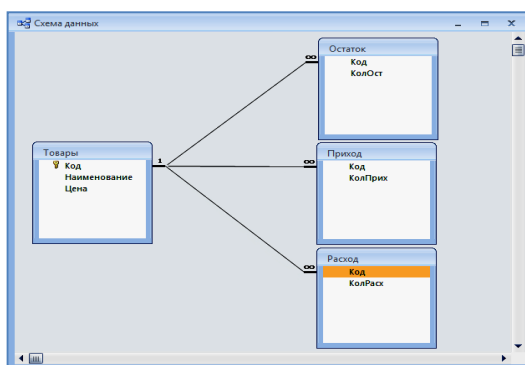 Схема данных
Остаток
Код
КолОст
Товары
Код
Наименование
Цена
1
∞
∞
∞
Приход
Код
КолПрих
Расход
Код
КолРасх